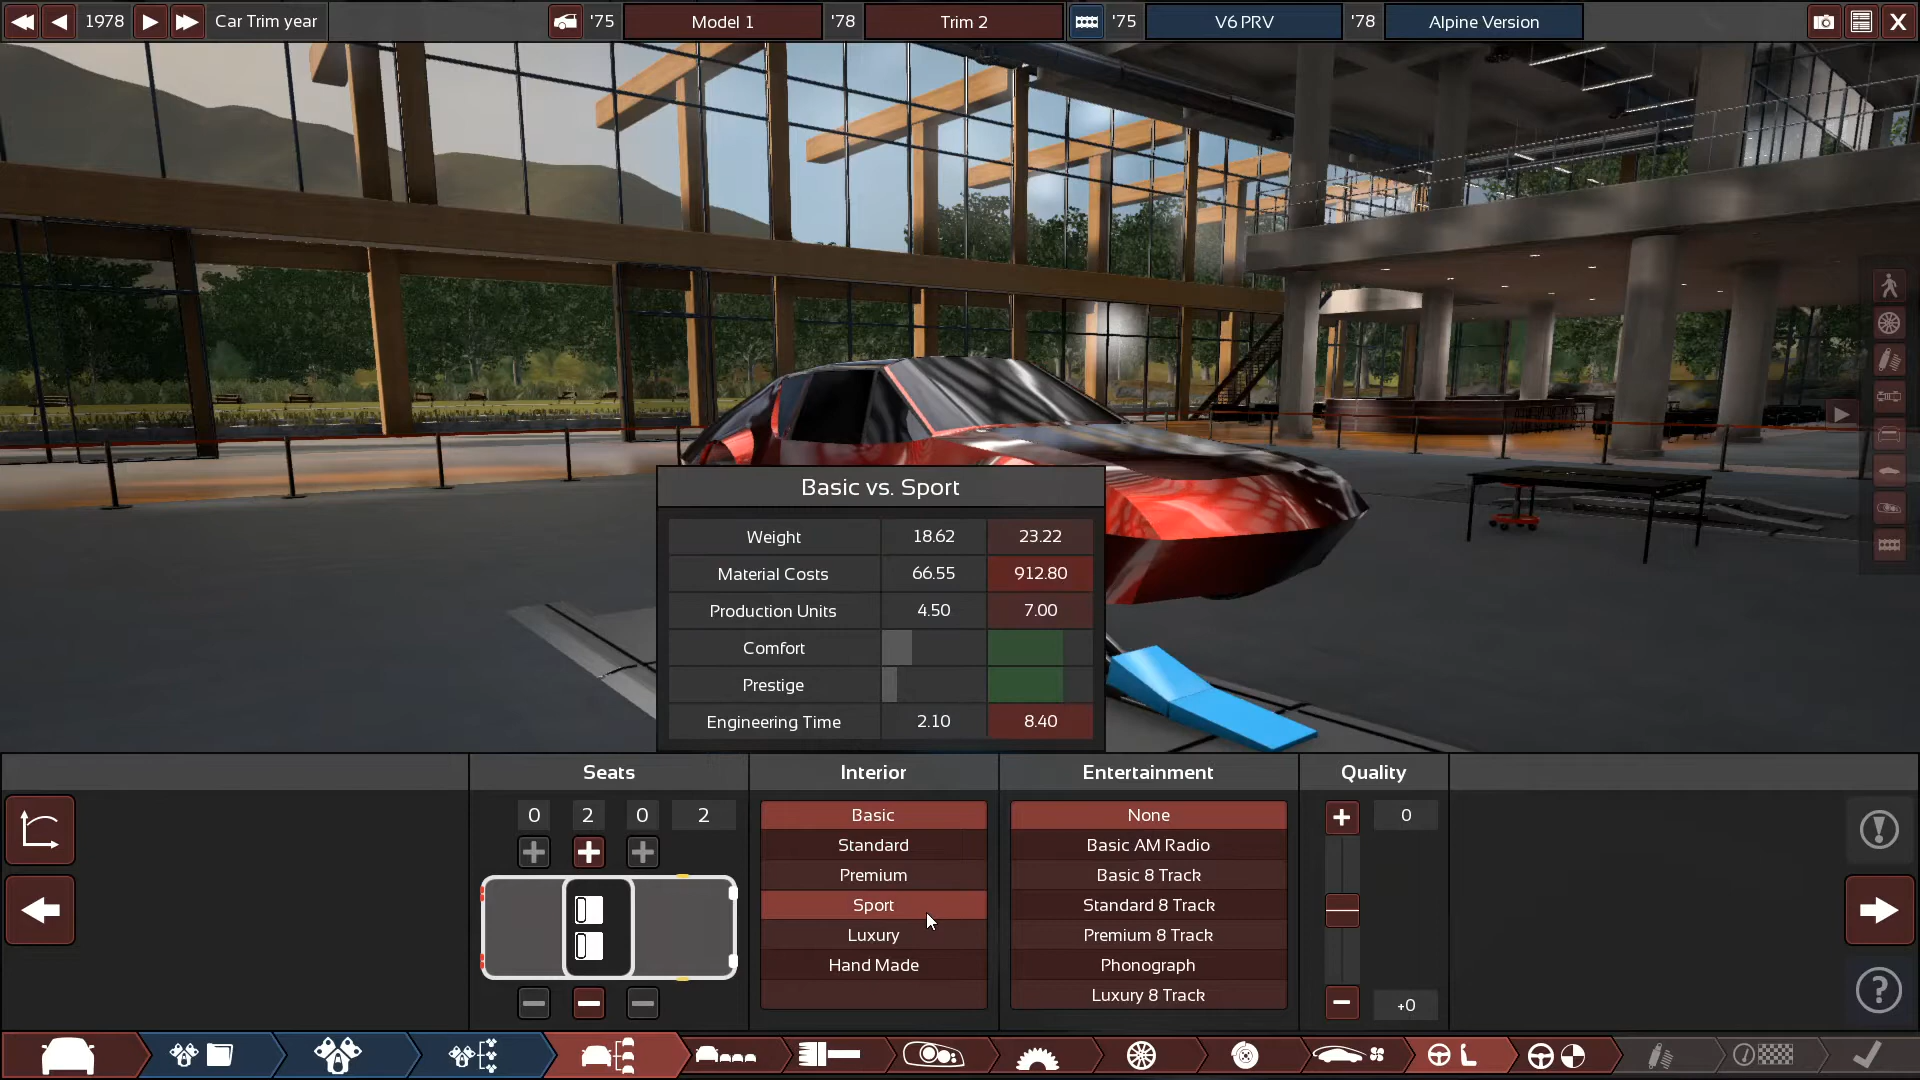 1978 Car Trim year '75 Model 1 '78 Trim 2 '75 V6 PRV '78 Alpine Version X
Basic vs. Sport
Weight 18.62 23.22
Material Costs 66.55 912.80
Production Units 4.50 7.00
Comfort
Prestige
Engineering Time 2.10 8.40
Seats Interior Entertainment Quality
0 2 0 2 Basic None 0
Standard Basic AM Radio
Premium Basic 8 Track
Sport Standard 8 Track
Luxury Premium 8 Track
Hand Made Phonograph
Luxury 8 Track +0